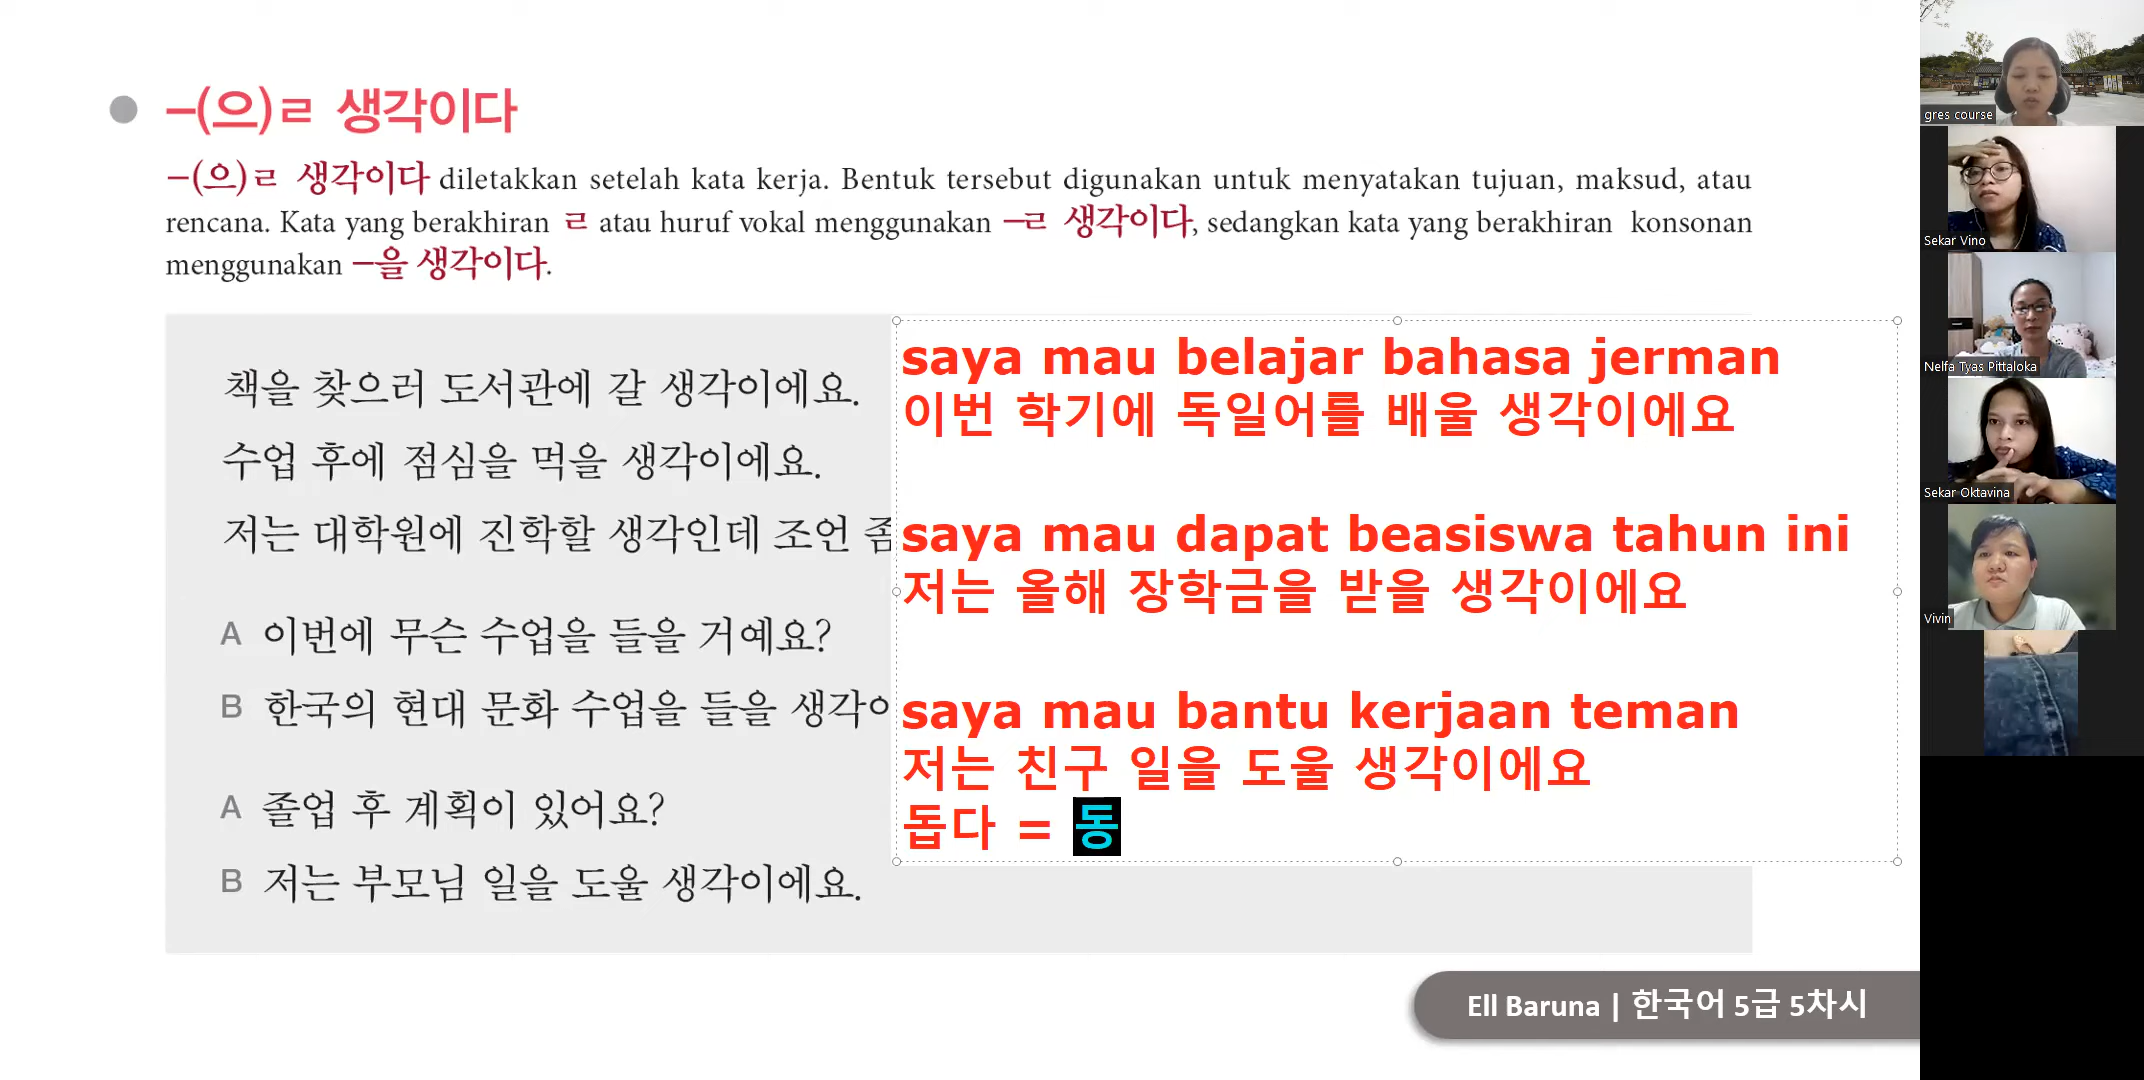 –(으)ㄹ 생각이다
–(으)ㄹ 생각이다 diletakkan setelah kata kerja. Bentuk tersebut digunakan untuk menyatakan tujuan, maksud, atau
rencana. Kata yang berakhiran ㄹ atau huruf vokal menggunakan –ㄹ 생각이다, sedangkan kata yang berakhiran konsonan
menggunakan –을 생각이다.
책을 찾으러 도서관에 갈 생각이에요.
수업 후에 점심을 먹을 생각이에요.
저는 대학원에 진학할 생각인데 조언 좀
A 이번에 무슨 수업을 들을 거예요?
B 한국의 현대 문화 수업을 들을 생각이
A 졸업 후 계획이 있어요?
B 저는 부모님 일을 도울 생각이에요.
saya mau belajar bahasa jerman
이번 학기에 독일어를 배울 생각이에요
saya mau dapat beasiswa tahun ini
저는 올해 장학금을 받을 생각이에요
saya mau bantu kerjaan teman
저는 친구 일을 도울 생각이에요
돕다 = 동
Ell Baruna | 한국어 5급 5차시
gres course
Sekar Vino
Nelfa Tyas Pittaloka
Sekar Oktavina
Vivin